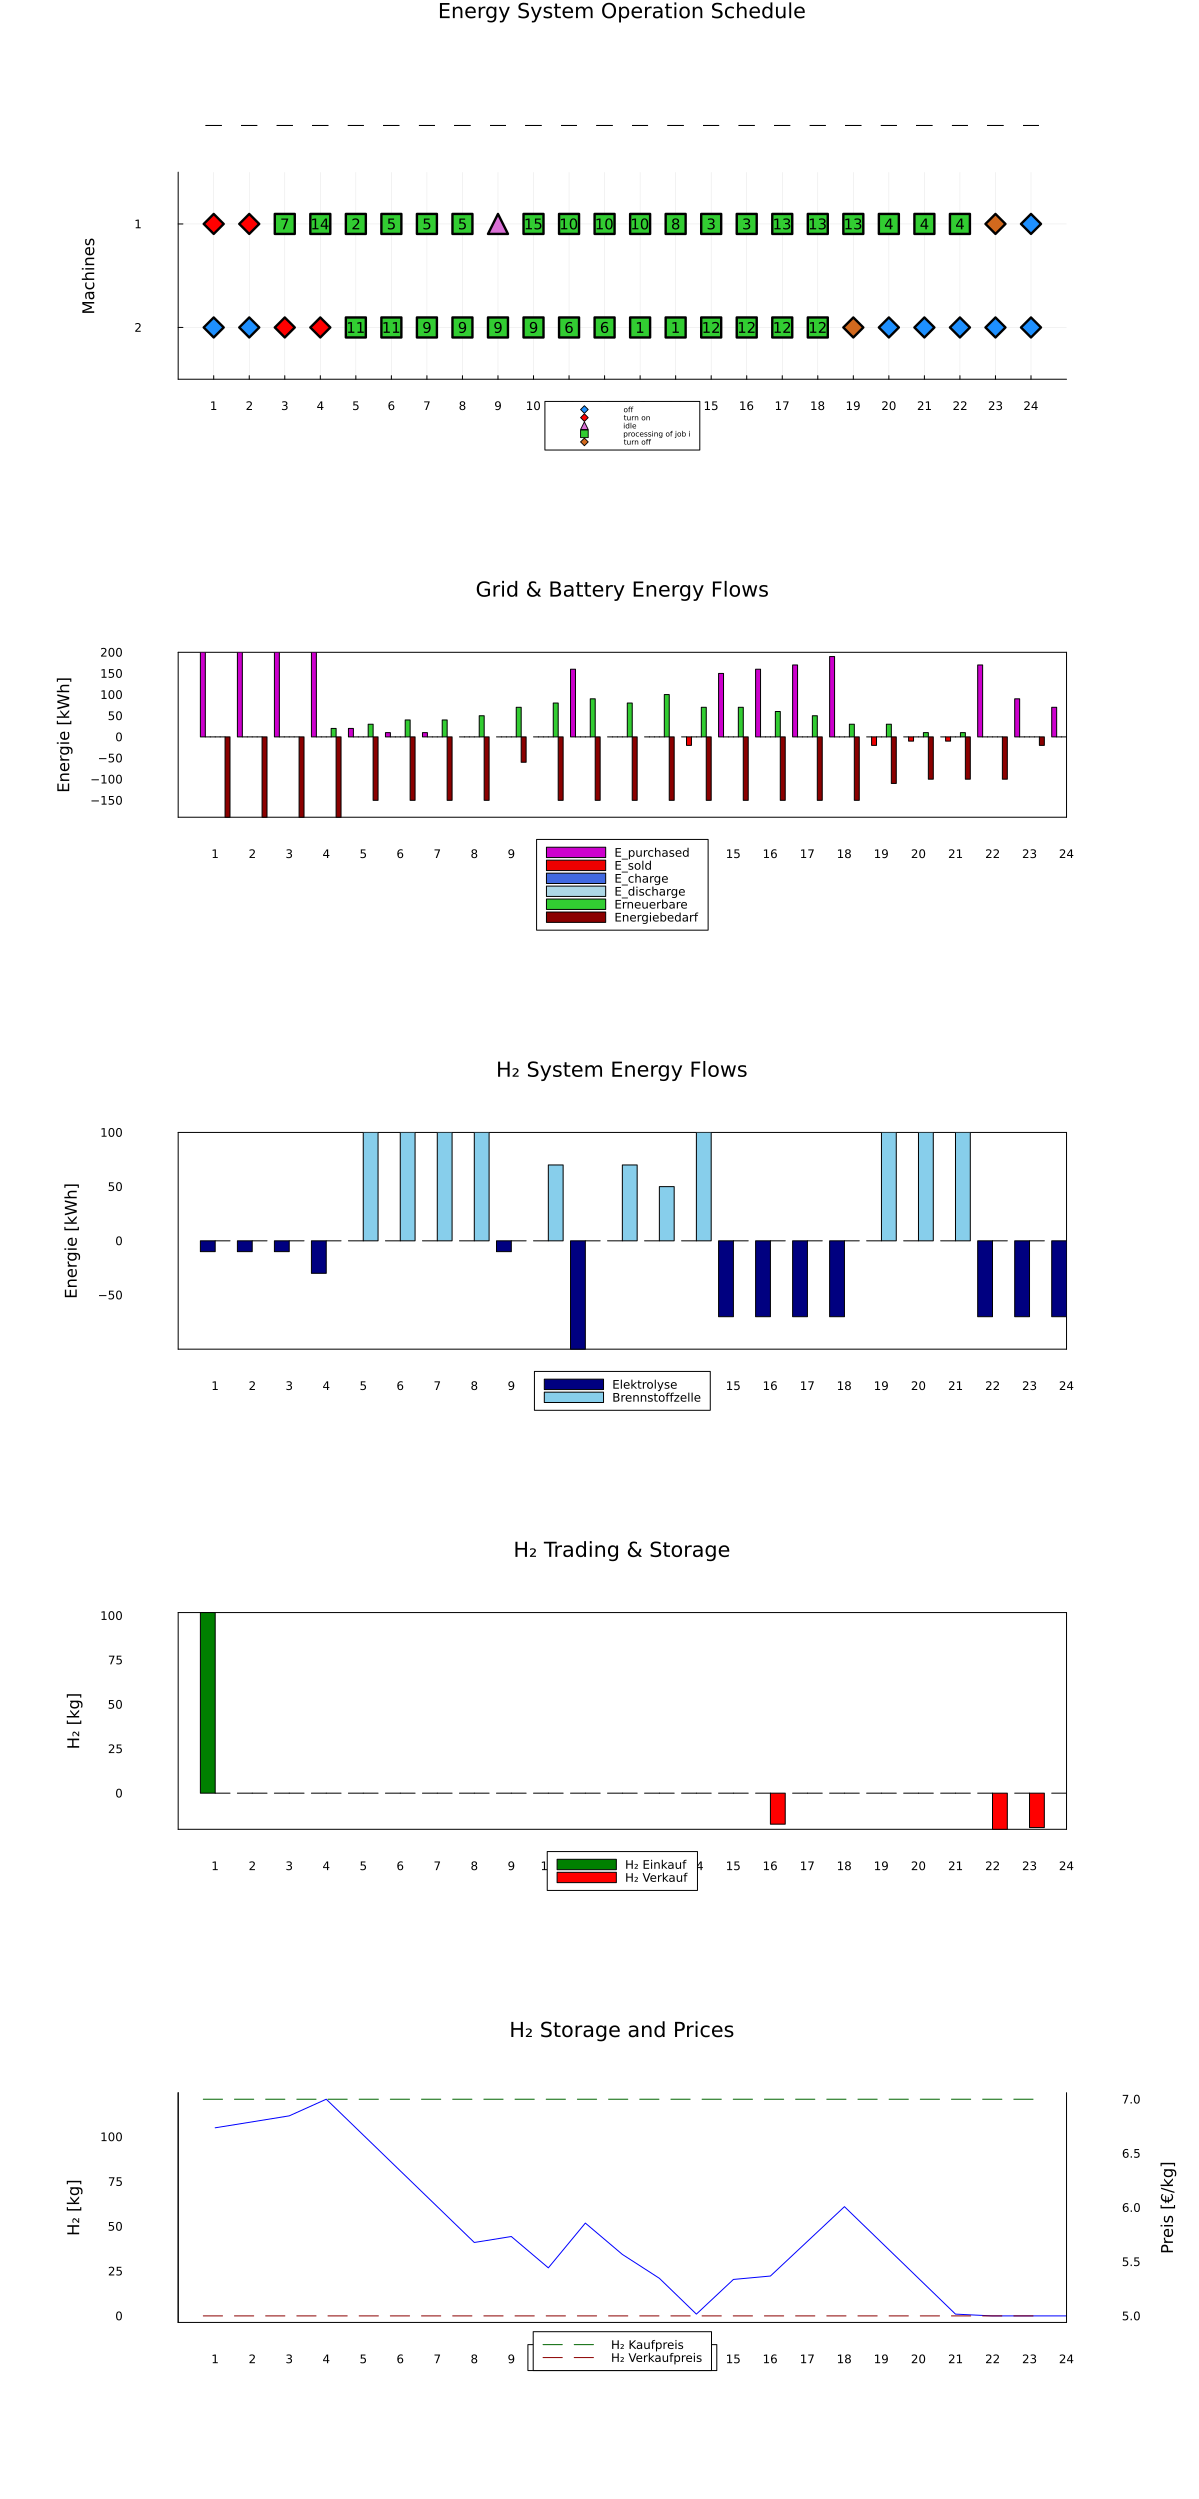 Energy System Operation Schedule
Machines
1
7 14 2 5 5 5 15 10 10 10 8 3 3 13 13 13 4 4 4
2
11 11 9 9 9 9 6 6 1 1 12 12 12 12
1 2 3 4 5 6 7 8 9 10 15 16 17 18 19 20 21 22 23 24
off
turn on
idle
processing of job i
turn off
Grid & Battery Energy Flows
Energie [kWh]
200
150
100
50
0
−50
−100
−150
1 2 3 4 5 6 7 8 9 15 16 17 18 19 20 21 22 23 24
E_purchased
E_sold
E_charge
E_discharge
Erneuerbare
Energiebedarf
H₂ System Energy Flows
Energie [kWh]
100
50
0
−50
1 2 3 4 5 6 7 8 9 15 16 17 18 19 20 21 22 23 24
Elektrolyse
Brennstoffzelle
H₂ Trading & Storage
H₂ [kg]
100
75
50
25
0
1 2 3 4 5 6 7 8 9 1 4 15 16 17 18 19 20 21 22 23 24
H₂ Einkauf
H₂ Verkauf
H₂ Storage and Prices
H₂ [kg]
100
75
50
25
0
7.0
6.5
6.0
5.5
5.0
Preis [€/kg]
1 2 3 4 5 6 7 8 9 15 16 17 18 19 20 21 22 23 24
H₂ Kaufpreis
H₂ Verkaufpreis